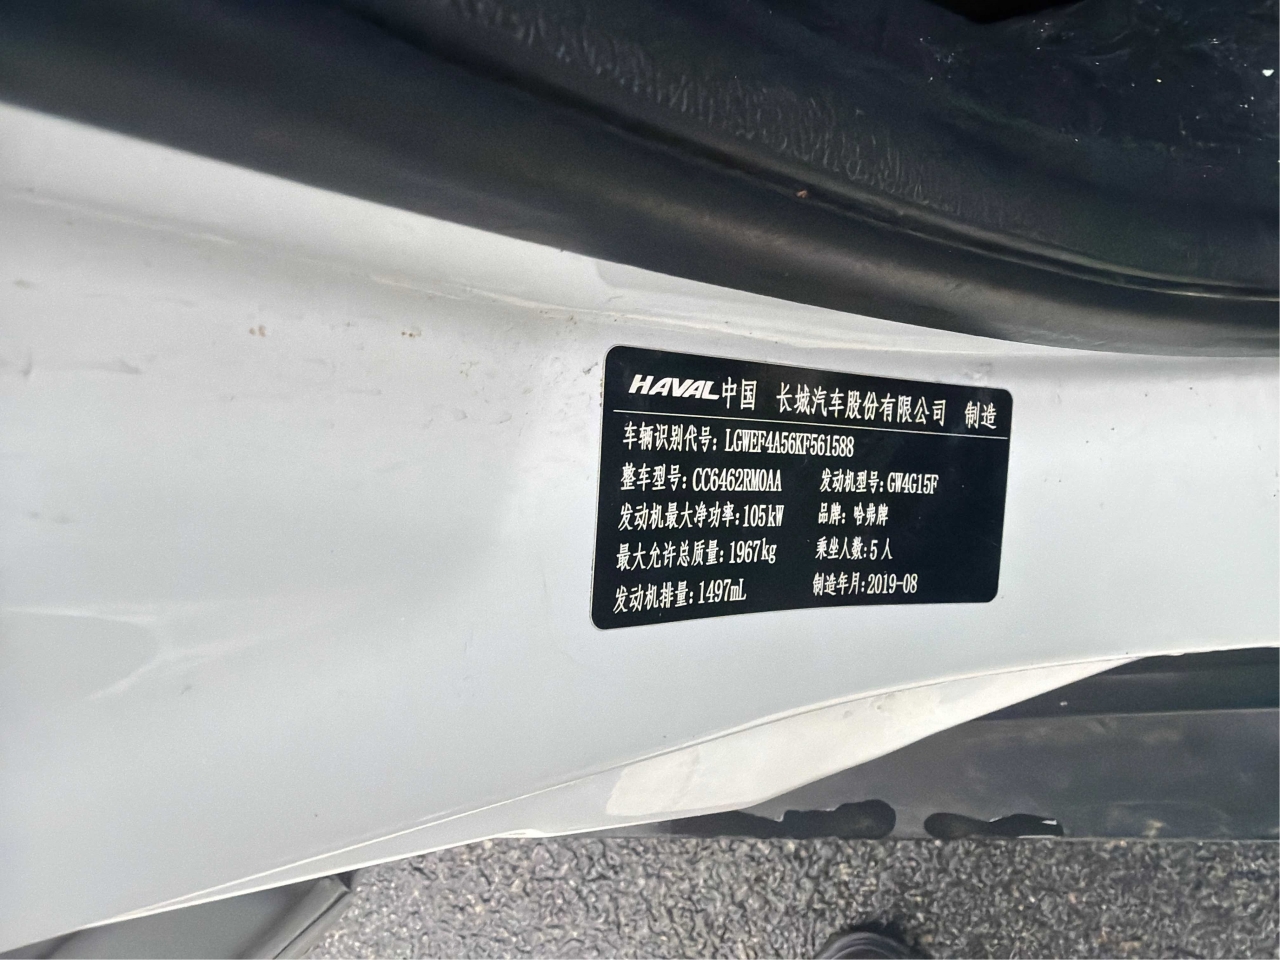 HAVAL中国 长城汽车股份有限公司 制造
车辆识别代号：LGWEF4A56KF561588
整车型号：CC6462RM0AA 发动机型号：GW4G15F
发动机最大净功率：105kW 品牌：哈弗牌
最大允许总质量：1967kg 乘坐人数：5人
发动机排量：1497mL 制造年月：2019-08